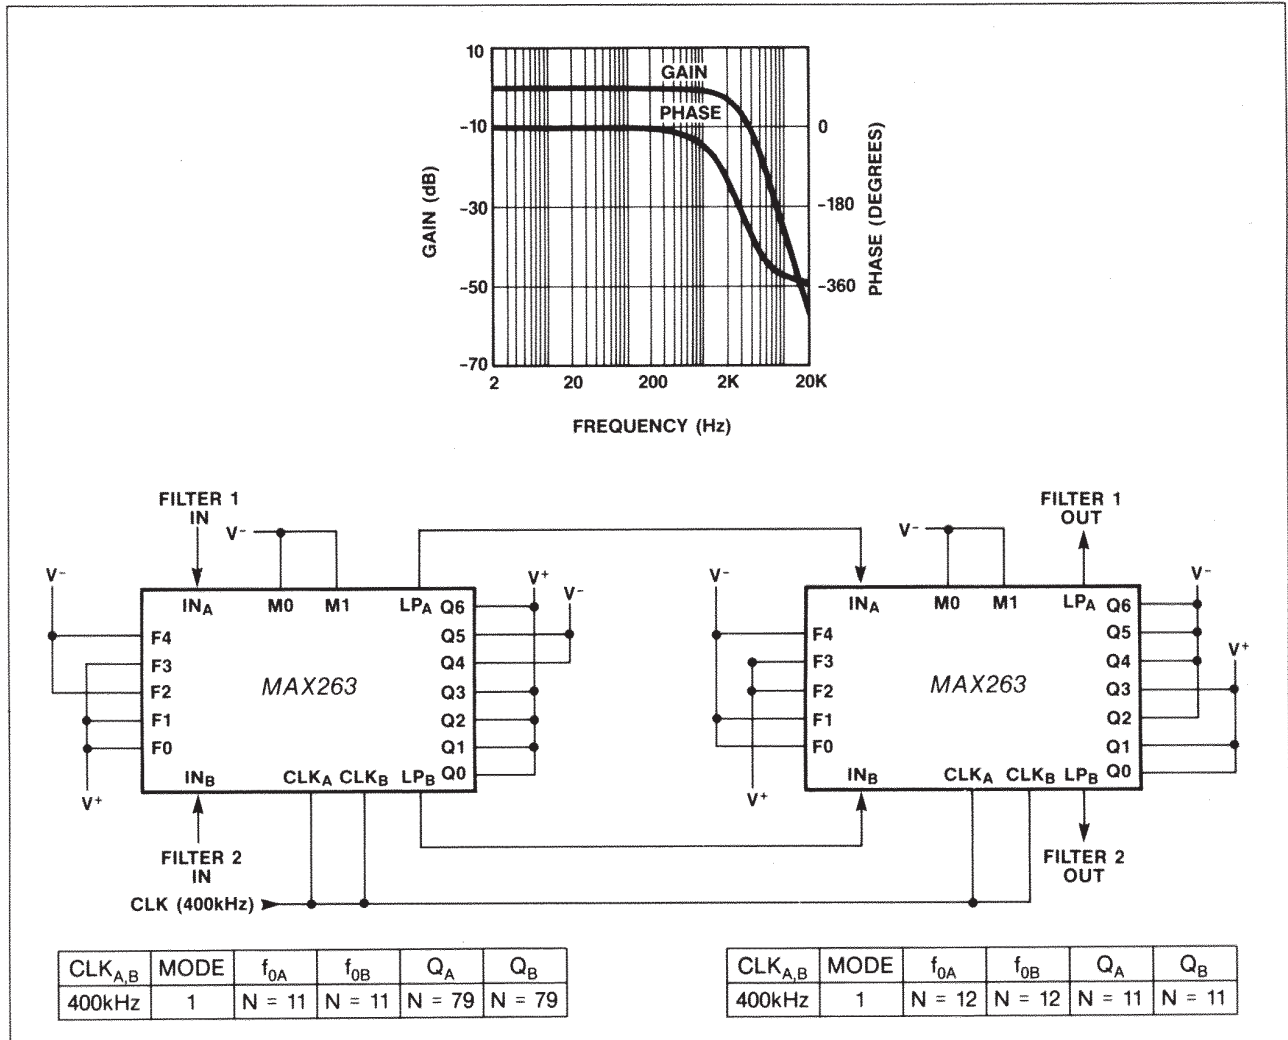 10
-10
-30
-50
-70
GAIN (dB)
GAIN
PHASE
0
-180
-360
PHASE (DEGREES)
2 20 200 2K 20K
FREQUENCY (Hz)
FILTER 1
IN
V-
V-
V+
V-
INA M0 M1 LPA
F4
F3
F2
F1
F0
MAX263
Q6
Q5
Q4
Q3
Q2
Q1
Q0
INB CLKA CLKB LPB
V+
FILTER 2
IN
CLK (400kHz)
FILTER 1
OUT
V-
V-
V-
V+
INA M0 M1 LPA
F4
F3
F2
F1
F0
MAX263
Q6
Q5
Q4
Q3
Q2
Q1
Q0
INB CLKA CLKB LPB
V+
FILTER 2
OUT
CLKA,B MODE f0A f0B QA QB
400kHz 1 N = 11 N = 11 N = 79 N = 79
CLKA,B MODE f0A f0B QA QB
400kHz 1 N = 12 N = 12 N = 11 N = 11